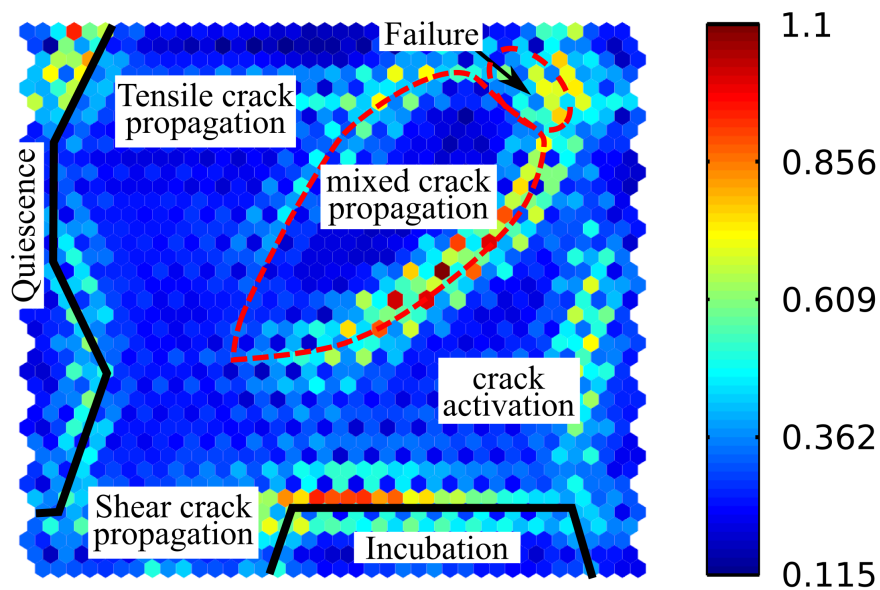 Failure
1.1
Tensile crack
propagation
0.856
Quiescence
mixed crack
propagation
0.609
crack
activation
0.362
Shear crack
propagation
Incubation
0.115